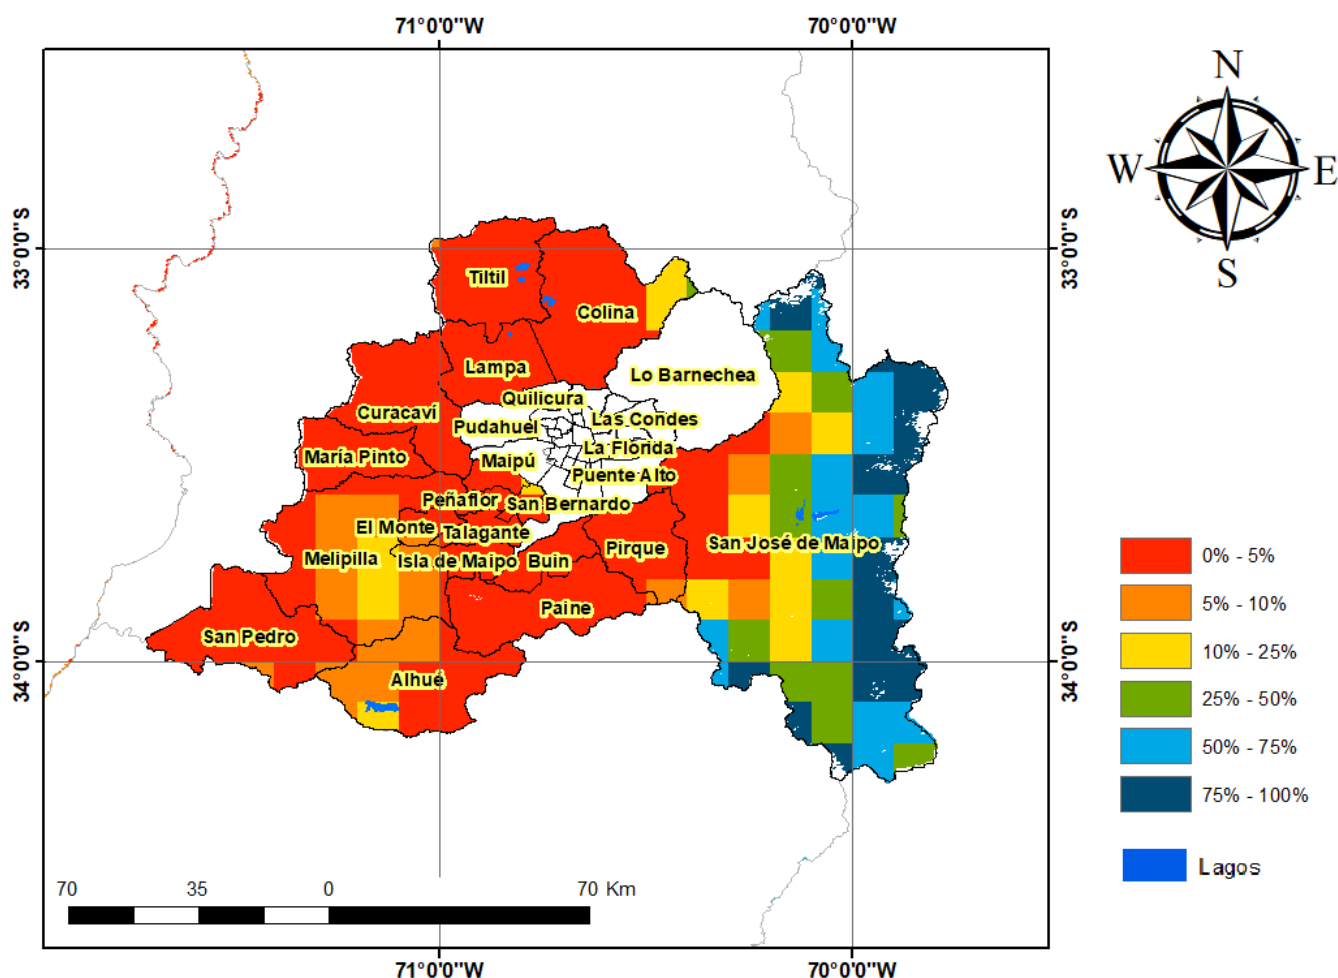 71°0'0"W
70°0'0"W
N
W
E
S
33°0'0"S
33°0'0"S
Tiltil
Colina
Lampa
Lo Barnechea
Quilicura
Curacaví
Las Condes
Pudahuel
La Florida
María Pinto
Maipú
Puente Alto
Peñaflor
San Bernardo
El Monte
Talagante
Pirque
San José de Maipo
Melipilla
Isla de Maipo
Buin
Paine
San Pedro
Alhué
34°0'0"S
34°0'0"S
0% - 5%
5% - 10%
10% - 25%
25% - 50%
50% - 75%
75% - 100%
Lagos
70
35
0
70 Km
71°0'0"W
70°0'0"W